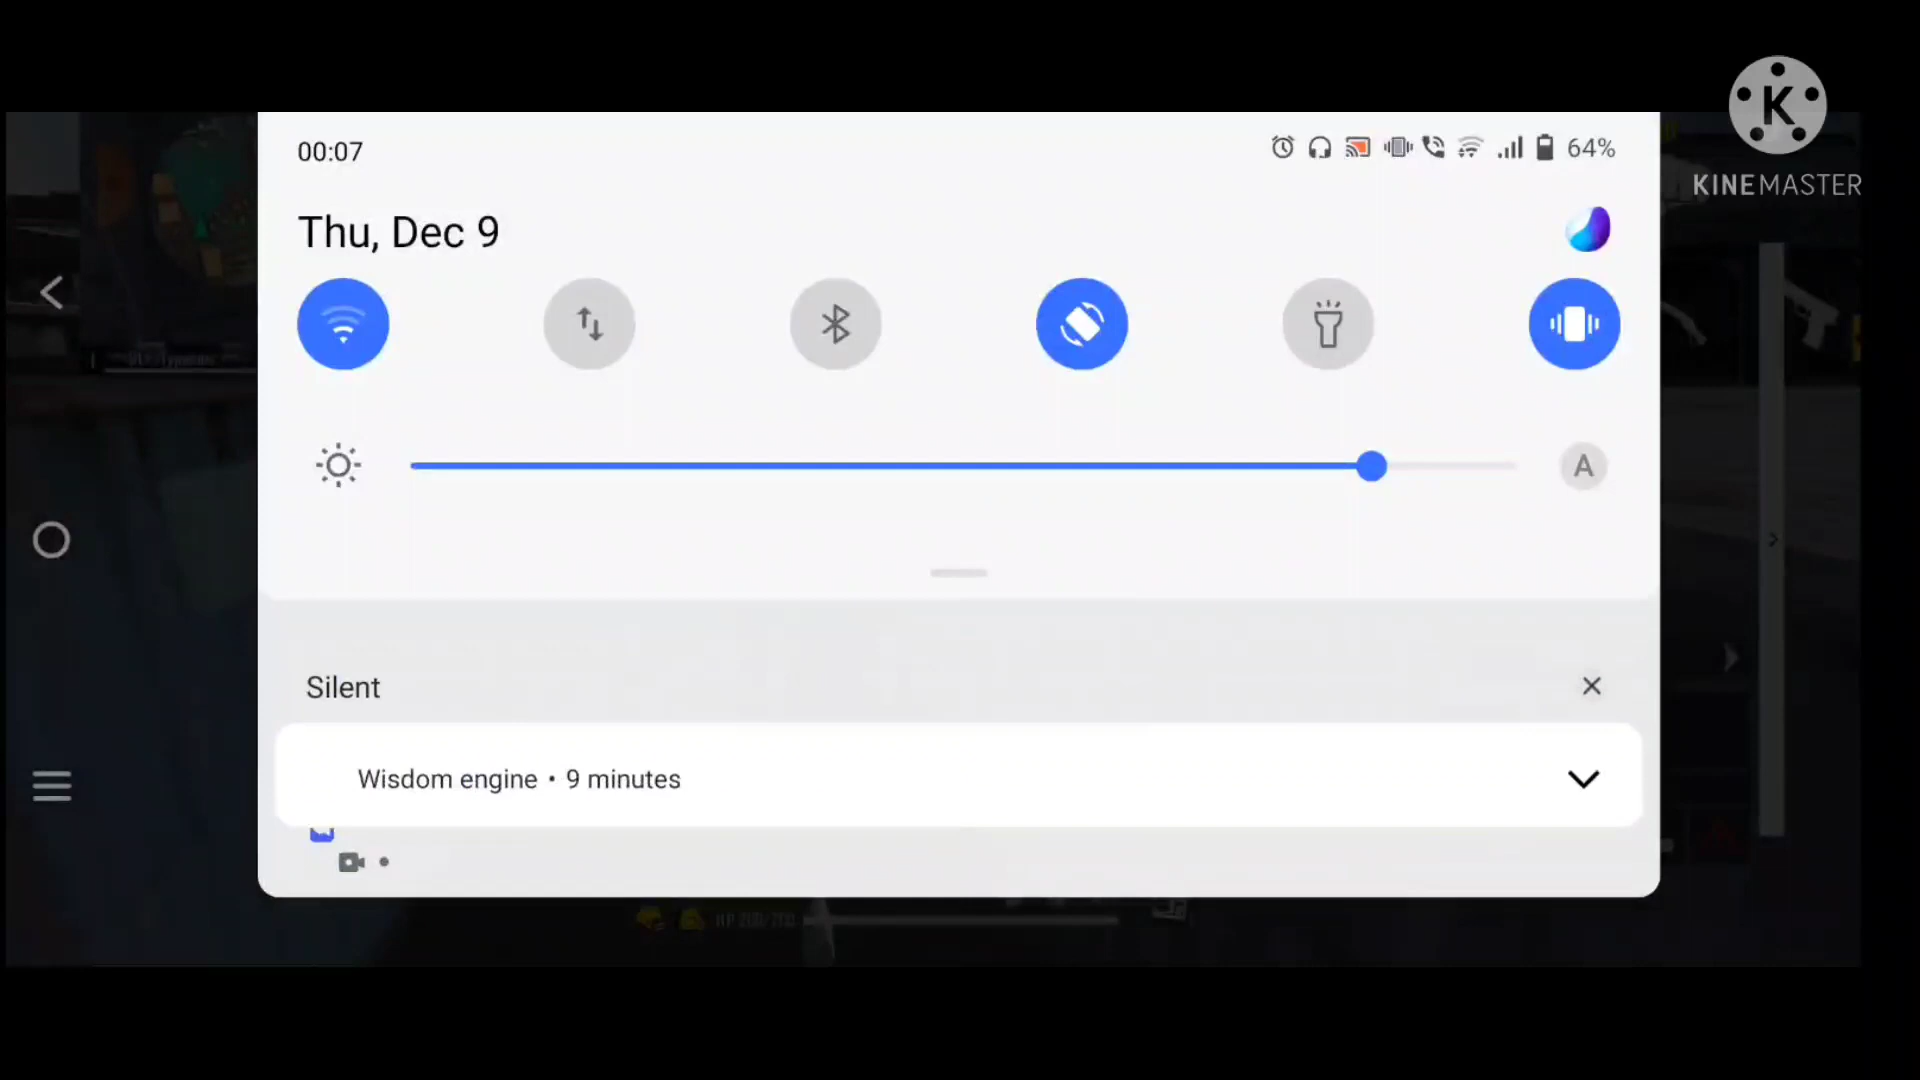 00:07
64%
K
KINEMASTER
Thu, Dec 9
A
Silent
Wisdom engine • 9 minutes